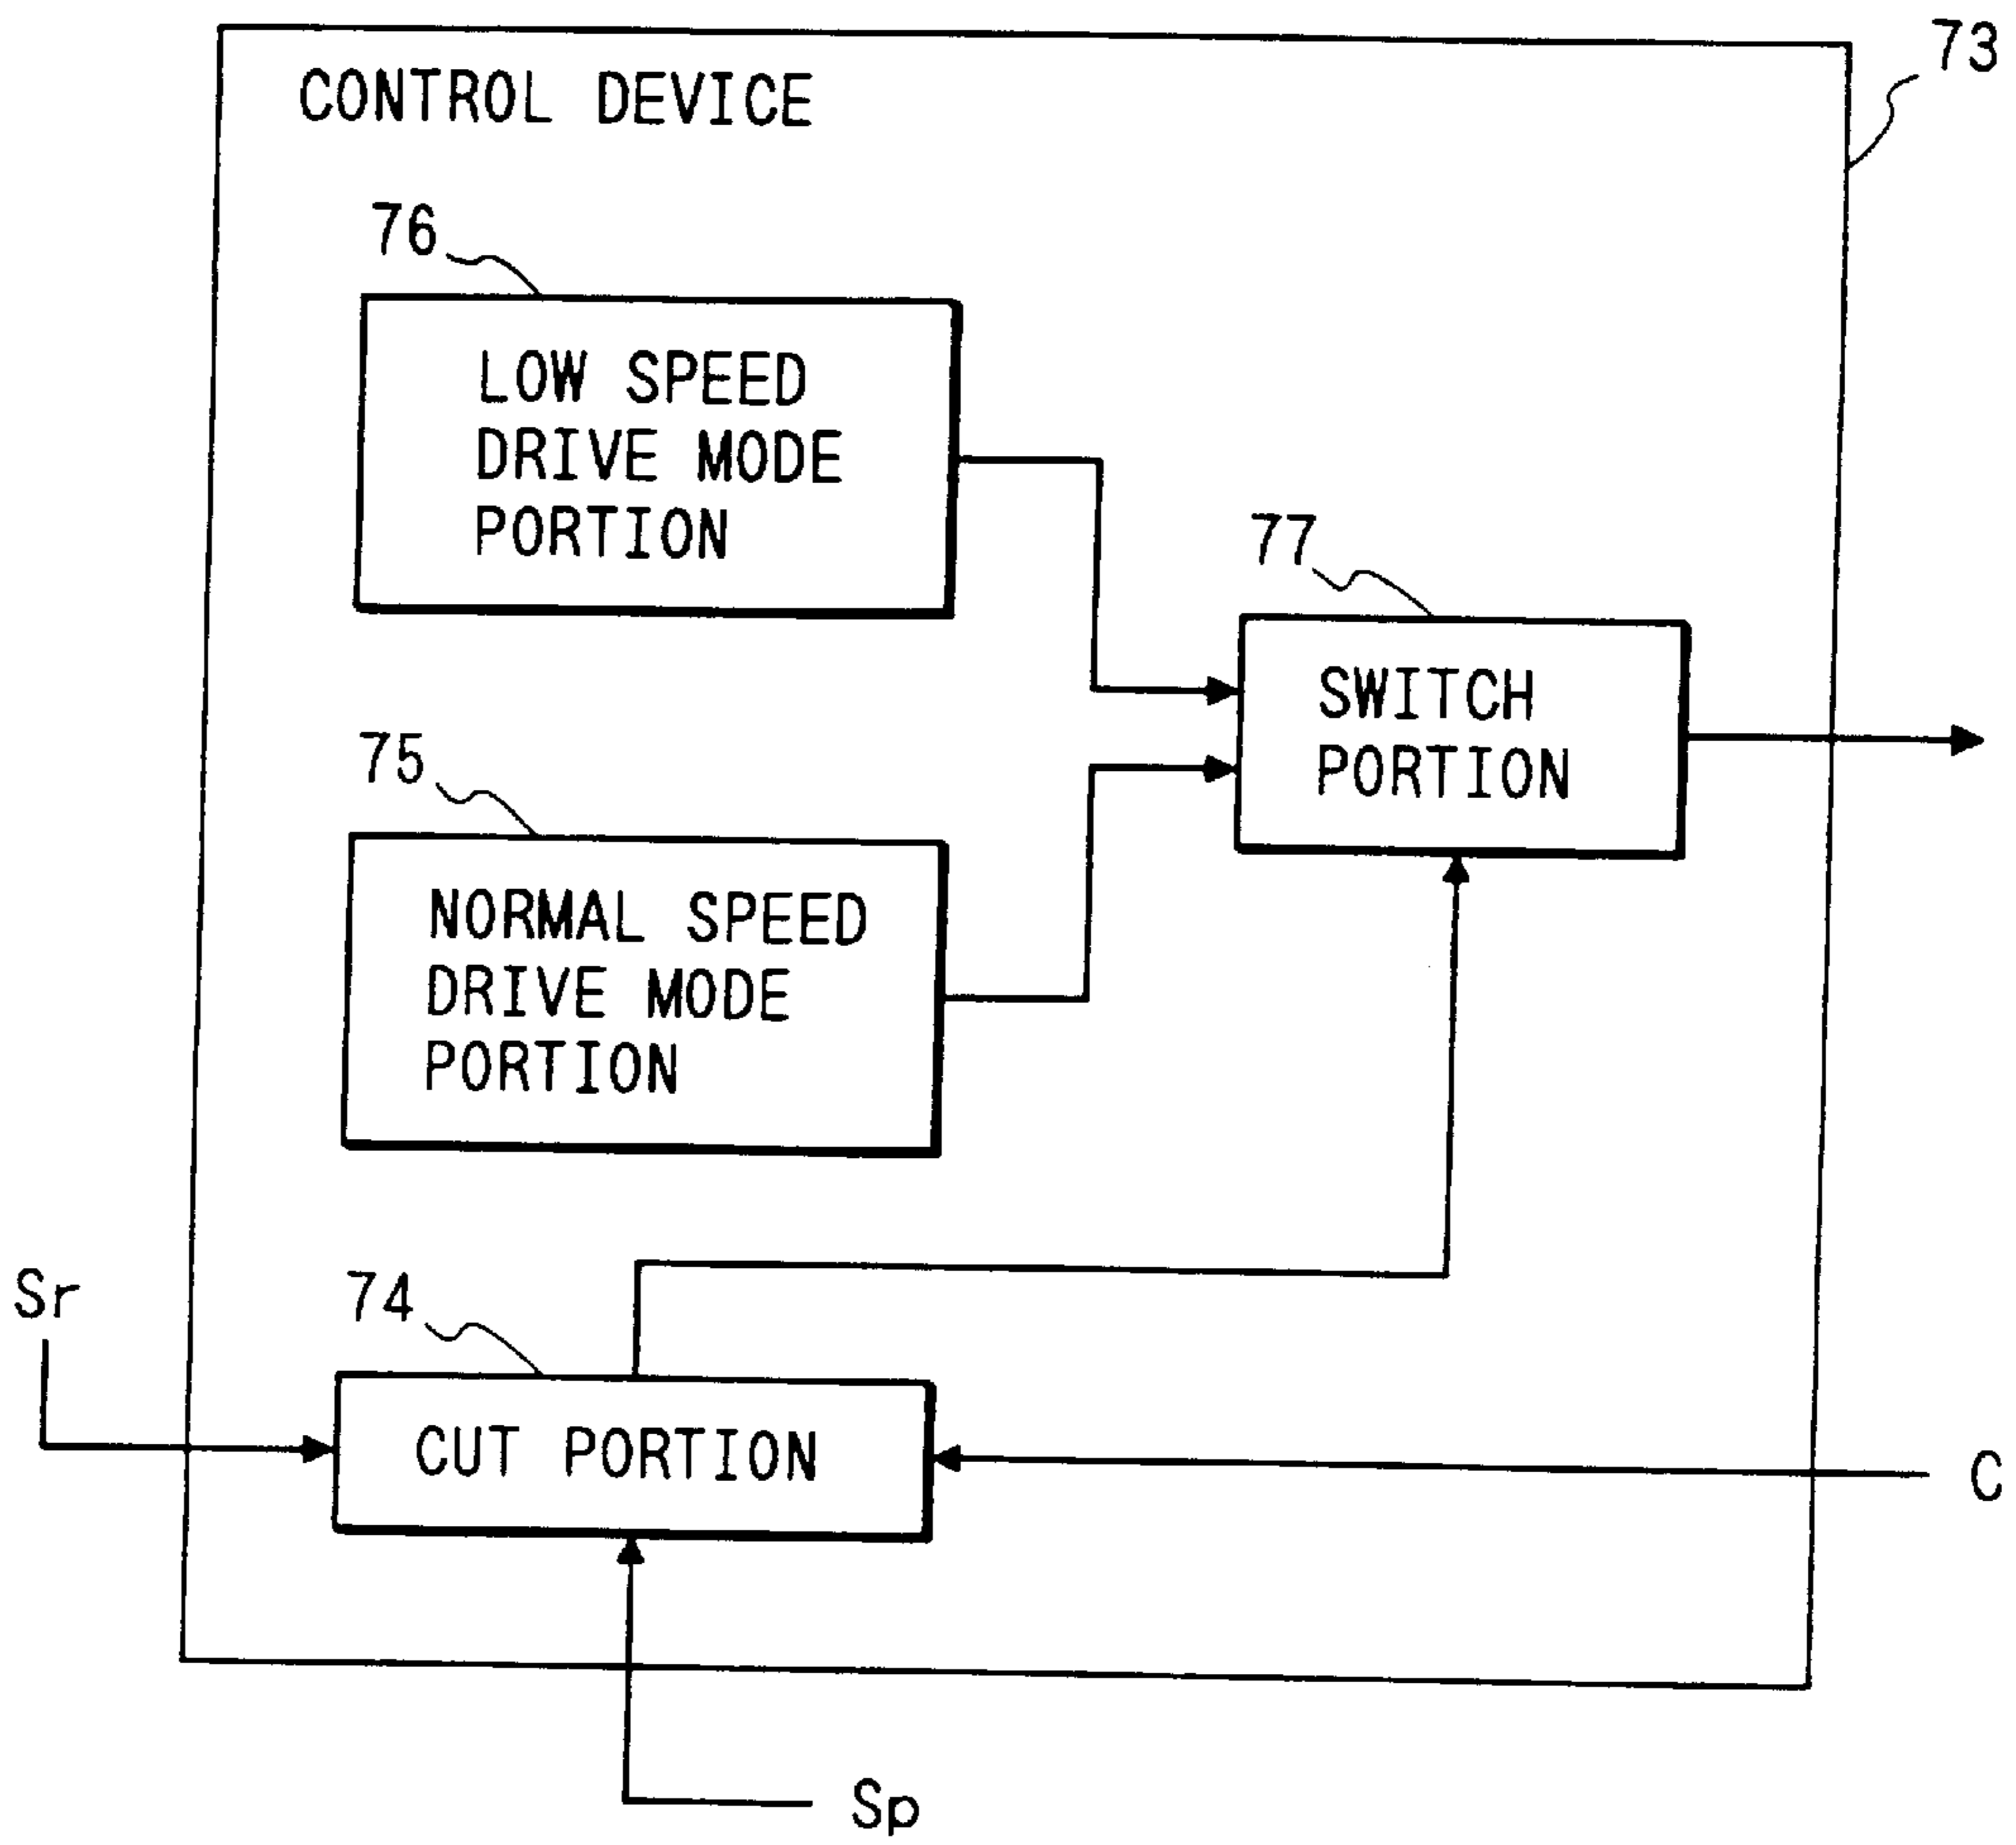 73
CONTROL DEVICE
76
LOW SPEED
DRIVE MODE
PORTION
77
SWITCH
PORTION
75
NORMAL SPEED
DRIVE MODE
PORTION
Sr
74
CUT PORTION
C
Sp